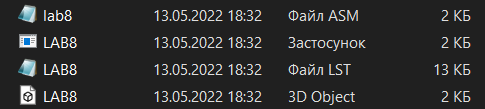 lab8 13.05.2022 18:32 Файл ASM 2 КБ
LAB8 13.05.2022 18:32 Застосунок 2 КБ
LAB8 13.05.2022 18:32 Файл LST 13 КБ
LAB8 13.05.2022 18:32 3D Object 2 КБ